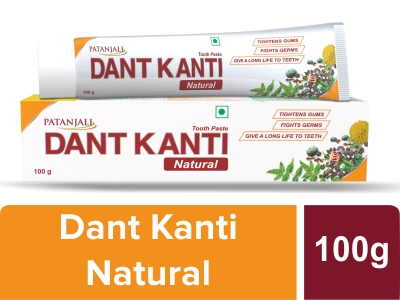 PATANJALI
Tooth Paste
DANT KANTI
Natural
100 g
TIGHTENS GUMS
FIGHTS GERMS
GIVE A LONG LIFE TO TEETH
PATANJALI
Tooth Paste
DANT KANTI
Natural
100 g
TIGHTENS GUMS
FIGHTS GERMS
GIVE A LONG LIFE TO TEETH
Dant Kanti
Natural
100g